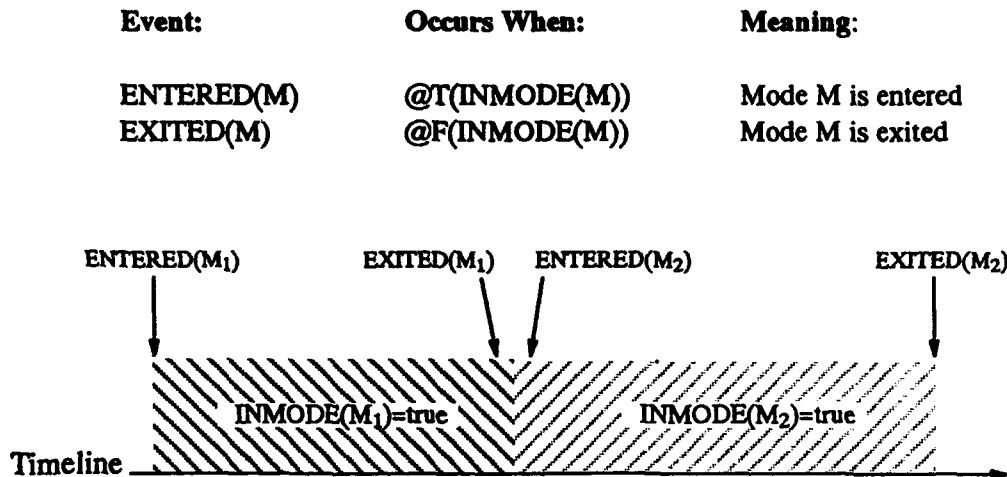 Event: Occurs When: Meaning:
ENTERED(M) @T(INMODE(M)) Mode M is entered
EXITED(M) @F(INMODE(M)) Mode M is exited
ENTERED(M₁) EXITED(M₁) ENTERED(M₂) EXITED(M₂)
INMODE(M₁)=true INMODE(M₂)=true
Timeline